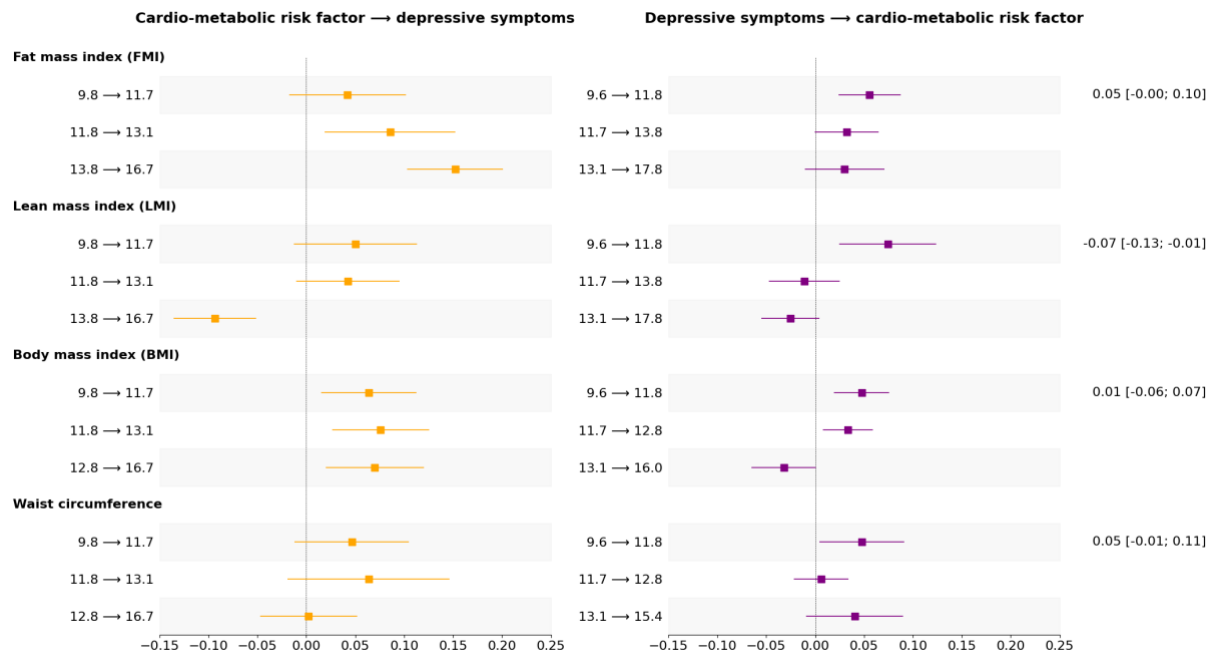 Cardio-metabolic risk factor ⟶ depressive symptoms
Depressive symptoms ⟶ cardio-metabolic risk factor
Fat mass index (FMI)
9.8 ⟶ 11.7
9.6 ⟶ 11.8
0.05 [-0.00; 0.10]
11.8 ⟶ 13.1
11.7 ⟶ 13.8
13.8 ⟶ 16.7
13.1 ⟶ 17.8
Lean mass index (LMI)
9.8 ⟶ 11.7
9.6 ⟶ 11.8
-0.07 [-0.13; -0.01]
11.8 ⟶ 13.1
11.7 ⟶ 13.8
13.8 ⟶ 16.7
13.1 ⟶ 17.8
Body mass index (BMI)
9.8 ⟶ 11.7
9.6 ⟶ 11.8
0.01 [-0.06; 0.07]
11.8 ⟶ 13.1
11.7 ⟶ 12.8
12.8 ⟶ 16.7
13.1 ⟶ 16.0
Waist circumference
9.8 ⟶ 11.7
9.6 ⟶ 11.8
0.05 [-0.01; 0.11]
11.8 ⟶ 13.1
11.7 ⟶ 12.8
12.8 ⟶ 16.7
13.1 ⟶ 15.4
−0.15 −0.10 −0.05 0.00 0.05 0.10 0.15 0.20 0.25
−0.15 −0.10 −0.05 0.00 0.05 0.10 0.15 0.20 0.25